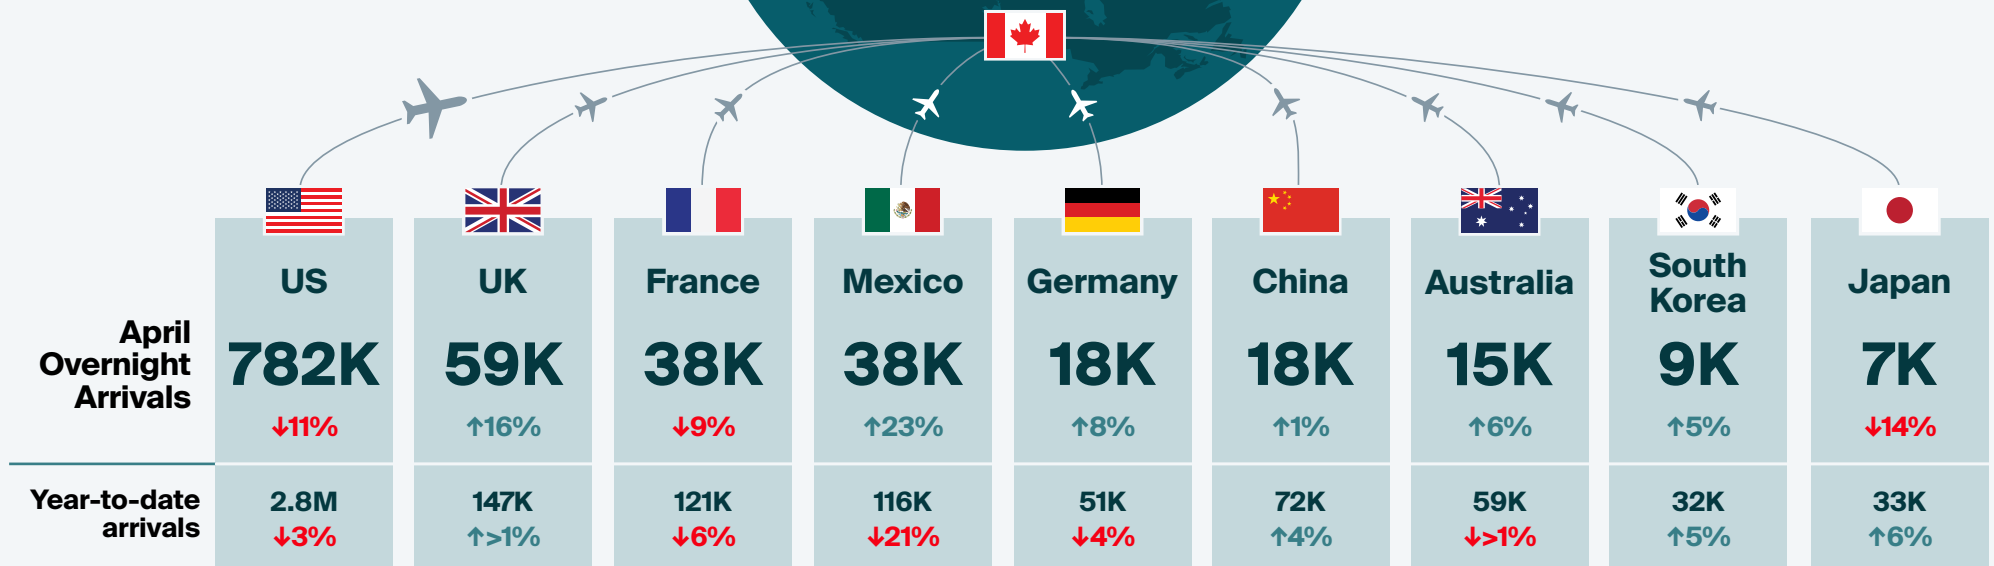 US
UK
France
Mexico
Germany
China
Australia
South
Korea
Japan
April
Overnight
Arrivals
782K
59K
38K
38K
18K
18K
15K
9K
7K
↓11%
↑16%
↓9%
↑23%
↑8%
↑1%
↑6%
↑5%
↓14%
Year-to-date
arrivals
2.8M
147K
121K
116K
51K
72K
59K
32K
33K
↓3%
↑>1%
↓6%
↓21%
↓4%
↑4%
↓>1%
↑5%
↑6%